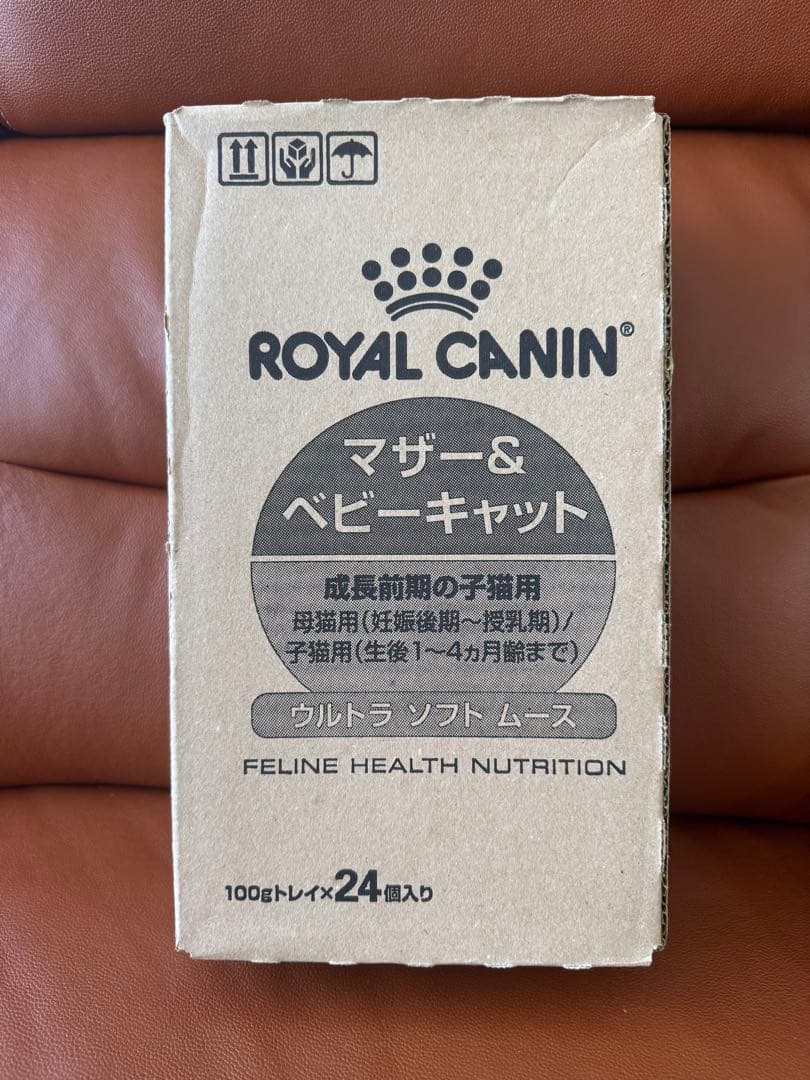 ROYAL CANIN®
マザー&
ベビーキャット
成長前期の子猫用
母猫用(妊娠後期〜授乳期)/
子猫用(生後1〜4ヵ月齢まで)
ウルトラ ソフト ムース
FELINE HEALTH NUTRITION
100gトレイ×24個入り